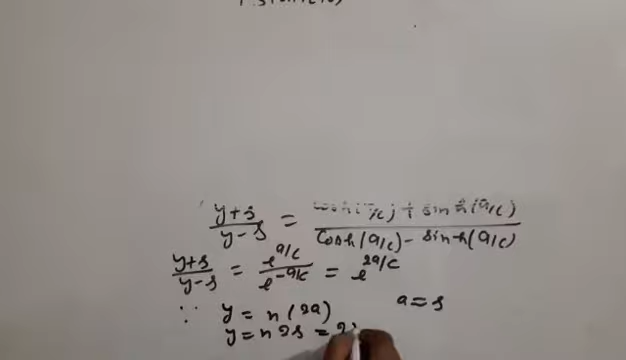 y+s / y-s = cosh(a/c) + sinh(a/c) / cosh(a/c) - sinh(a/c)
y+s / y-s = e^{a/c} / e^{-a/c} = e^{2a/c}
∵ y = n(2a) a = s
y = n 2s =